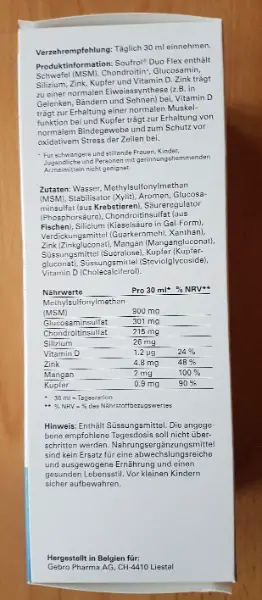 Verzehrempfehlung: Täglich 30 ml einnehmen.
Produktinformation: Soufrol® Duo Flex enthält
Schwefel (MSM), Chondroitin*, Glucosamin,
Silizium, Zink, Kupfer und Vitamin D. Zink trägt
zu einer normalen Eiweisssynthese (z.B. in
Gelenken, Bändern und Sehnen) bei, Vitamin D
trägt zur Erhaltung einer normalen Muskel-
funktion bei und Kupfer trägt zur Erhaltung von
normalem Bindegewebe und zum Schutz vor
oxidativem Stress der Zellen bei.
* Für schwangere und stillende Frauen, Kinder,
Jugendliche und Personen mit gerinnungshemmenden
Arzneimitteln nicht geeignet.
Zutaten: Wasser, Methylsulfonylmethan
(MSM), Stabilisator (Xylit), Aromen, Glucosa-
minsulfat (aus Krebstieren), Säureregulator
(Phosphorsäure), Chondroitinsulfat (aus
Fischen), Silicium (Kieselsäure in Gel-Form),
Verdickungsmittel (Guarkernmehl, Xanthan),
Zink (Zinkgluconat), Mangan (Mangangluconat),
Süssungsmittel (Sucralose), Kupfer (Kupfer-
gluconat), Süssungsmittel (Steviolglycoside),
Vitamin D (Cholecalciferol).
Nährwerte Pro 30 ml* % NRV**
Methylsulfonylmethan
(MSM) 900 mg
Glucosaminsulfat 301 mg
Chondroitinsulfat 215 mg
Silizium 26 mg
Vitamin D 1.2 µg 24 %
Zink 4.8 mg 48 %
Mangan 2 mg 100 %
Kupfer 0.9 mg 90 %
* 30 ml = Tagesration
** % NRV = % des Nährstoffbezugswertes
Hinweis: Enthält Süssungsmittel. Die angege-
bene empfohlene Tagesdosis soll nicht über-
schritten werden. Nahrungsergänzungsmittel
sind kein Ersatz für eine abwechslungsreiche
und ausgewogene Ernährung und einen
gesunden Lebensstil. Vor kleinen Kindern
sicher aufbewahren.
Hergestellt in Belgien für:
Gebro Pharma AG, CH-4410 Liestal